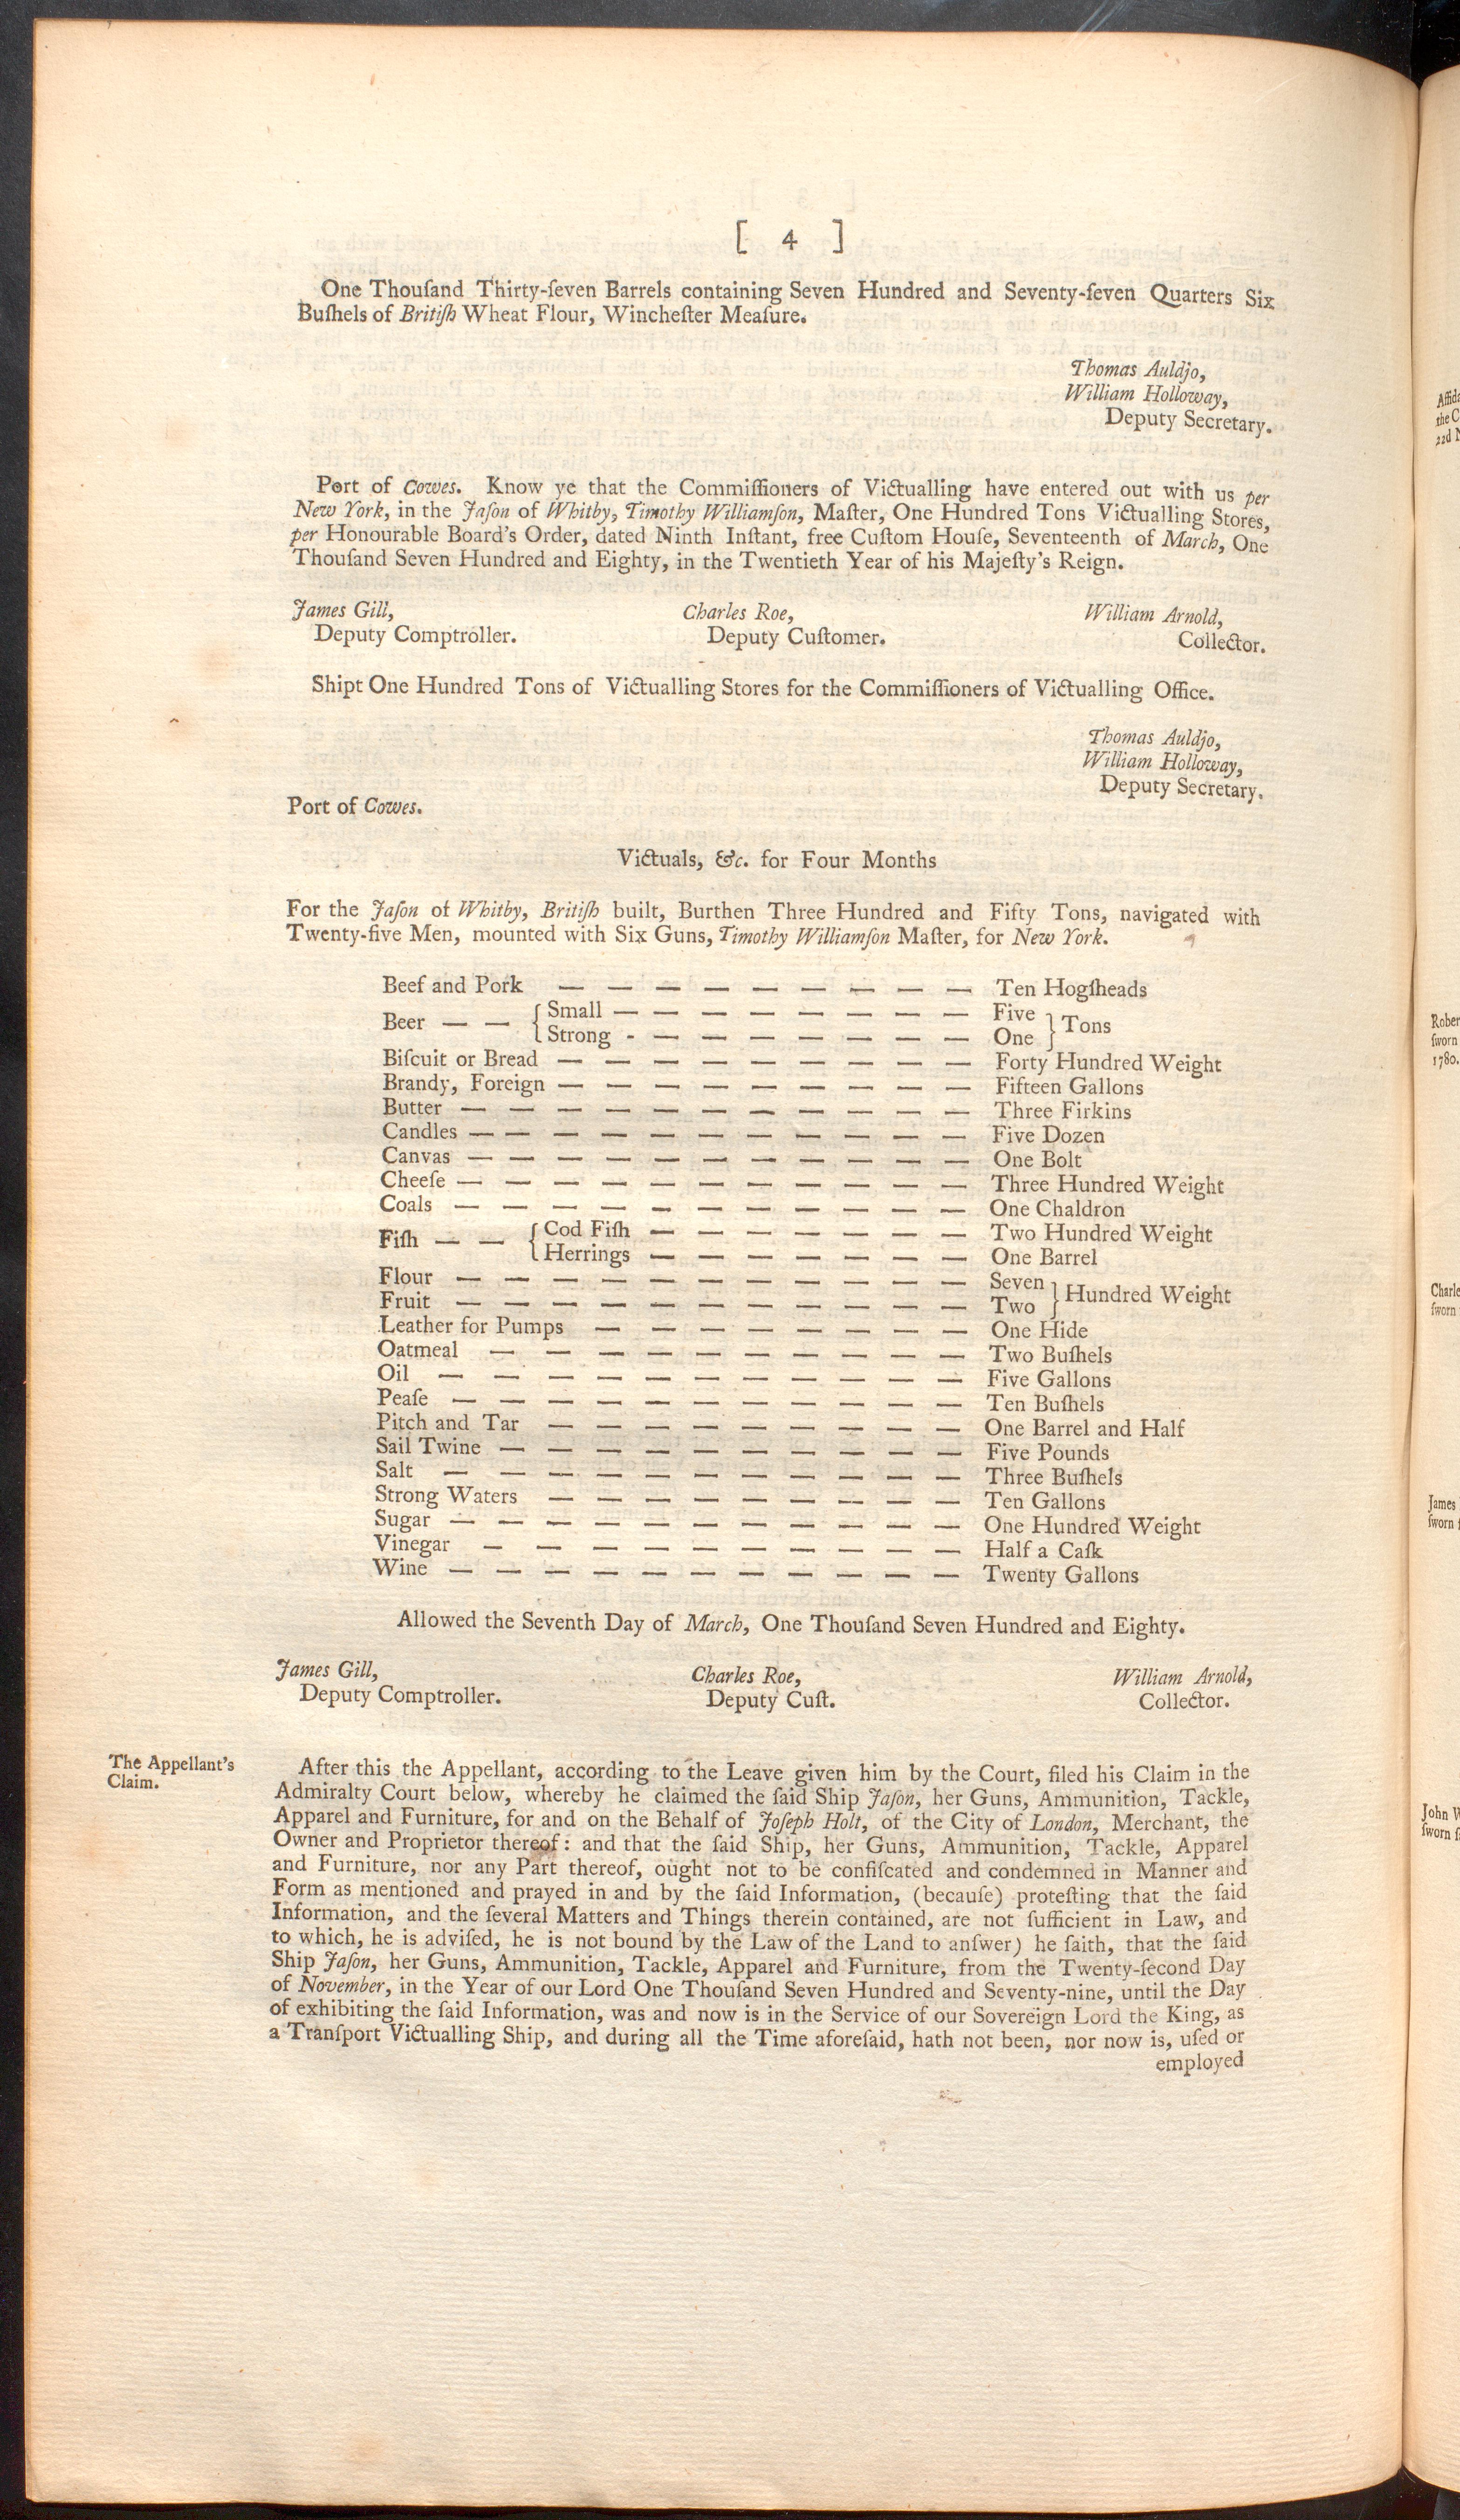 [ 4 ]
One Thouſand Thirty-ſeven Barrels containing Seven Hundred and Seventy-ſeven Quarters Six
Buſhels of Britiſh Wheat Flour, Wincheſter Meaſure.
Thomas Auldjo,
William Holloway,
Deputy Secretary.
Port of Cowes. Know ye that the Commiſſioners of Victualling have entered out with us per
New York, in the Jaſon of Whitby, Timothy Williamſon, Maſter, One Hundred Tons Victualling Stores,
per Honourable Board's Order, dated Ninth Inſtant, free Cuſtom Houſe, Seventeenth of March, One
Thouſand Seven Hundred and Eighty, in the Twentieth Year of his Majeſty's Reign.
James Gill, Charles Roe, William Arnold,
Deputy Comptroller. Deputy Cuſtomer. Collector.
Shipt One Hundred Tons of Victualling Stores for the Commiſſioners of Victualling Office.
Thomas Auldjo,
William Holloway,
Deputy Secretary.
Port of Cowes.
Victuals, &c. for Four Months
For the Jaſon of Whitby, Britiſh built, Burthen Three Hundred and Fifty Tons, navigated with
Twenty-five Men, mounted with Six Guns, Timothy Williamſon Maſter, for New York.
Beef and Pork — — — — — — — — — Ten Hogſheads
Beer — — { Small — — — — — — — — Five } Tons
{ Strong - — — — — — — — One }
Biſcuit or Bread — — — — — — — — — Forty Hundred Weight
Brandy, Foreign — — — — — — — — — Fifteen Gallons
Butter — — — — — — — — — — — Three Firkins
Candles — — — — — — — — — — — Five Dozen
Canvas — — — — — — — — — — — One Bolt
Cheeſe — — — — — — — — — — — Three Hundred Weight
Coals — — — — — — — — — — — One Chaldron
Fiſh — — { Cod Fiſh — — — — — — — Two Hundred Weight
{ Herrings — — — — — — — One Barrel
Flour — — — — — — — — — — — Seven } Hundred Weight
Fruit — — — — — — — — — — — Two }
Leather for Pumps — — — — — — — — One Hide
Oatmeal — — — — — — — — — — Two Buſhels
Oil — — — — — — — — — — — Five Gallons
Peaſe — — — — — — — — — — — Ten Buſhels
Pitch and Tar — — — — — — — — — One Barrel and Half
Sail Twine — — — — — — — — — — Five Pounds
Salt — — — — — — — — — — — Three Buſhels
Strong Waters — — — — — — — — — Ten Gallons
Sugar — — — — — — — — — — — One Hundred Weight
Vinegar — — — — — — — — — — Half a Caſk
Wine — — — — — — — — — — — Twenty Gallons
Allowed the Seventh Day of March, One Thouſand Seven Hundred and Eighty.
James Gill, Charles Roe, William Arnold,
Deputy Comptroller. Deputy Cuſt. Collector.
The Appellant's
Claim.
After this the Appellant, according to the Leave given him by the Court, filed his Claim in the
Admiralty Court below, whereby he claimed the ſaid Ship Jaſon, her Guns, Ammunition, Tackle,
Apparel and Furniture, for and on the Behalf of Joſeph Holt, of the City of London, Merchant, the
Owner and Proprietor thereof: and that the ſaid Ship, her Guns, Ammunition, Tackle, Apparel
and Furniture, nor any Part thereof, ought not to be confiſcated and condemned in Manner and
Form as mentioned and prayed in and by the ſaid Information, (becauſe) proteſting that the ſaid
Information, and the ſeveral Matters and Things therein contained, are not ſufficient in Law, and
to which, he is adviſed, he is not bound by the Law of the Land to anſwer) he ſaith, that the ſaid
Ship Jaſon, her Guns, Ammunition, Tackle, Apparel and Furniture, from the Twenty-ſecond Day
of November, in the Year of our Lord One Thouſand Seven Hundred and Seventy-nine, until the Day
of exhibiting the ſaid Information, was and now is in the Service of our Sovereign Lord the King, as
a Tranſport Victualling Ship, and during all the Time aforeſaid, hath not been, nor now is, uſed or
employed
the C
22d
Rober
ſworn
1780.
Charle
ſworn
James
ſworn
John
ſworn